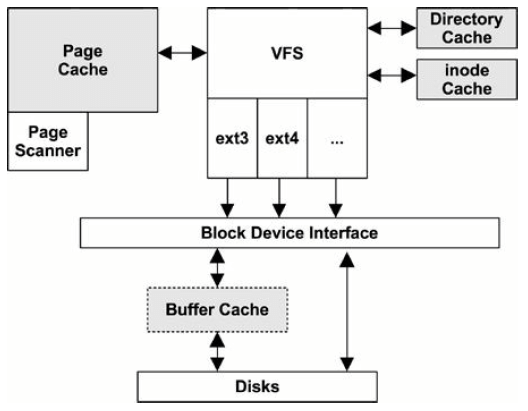 Page
Cache
Page
Scanner
VFS
ext3
ext4
...
Directory
Cache
inode
Cache
Block Device Interface
Buffer Cache
Disks